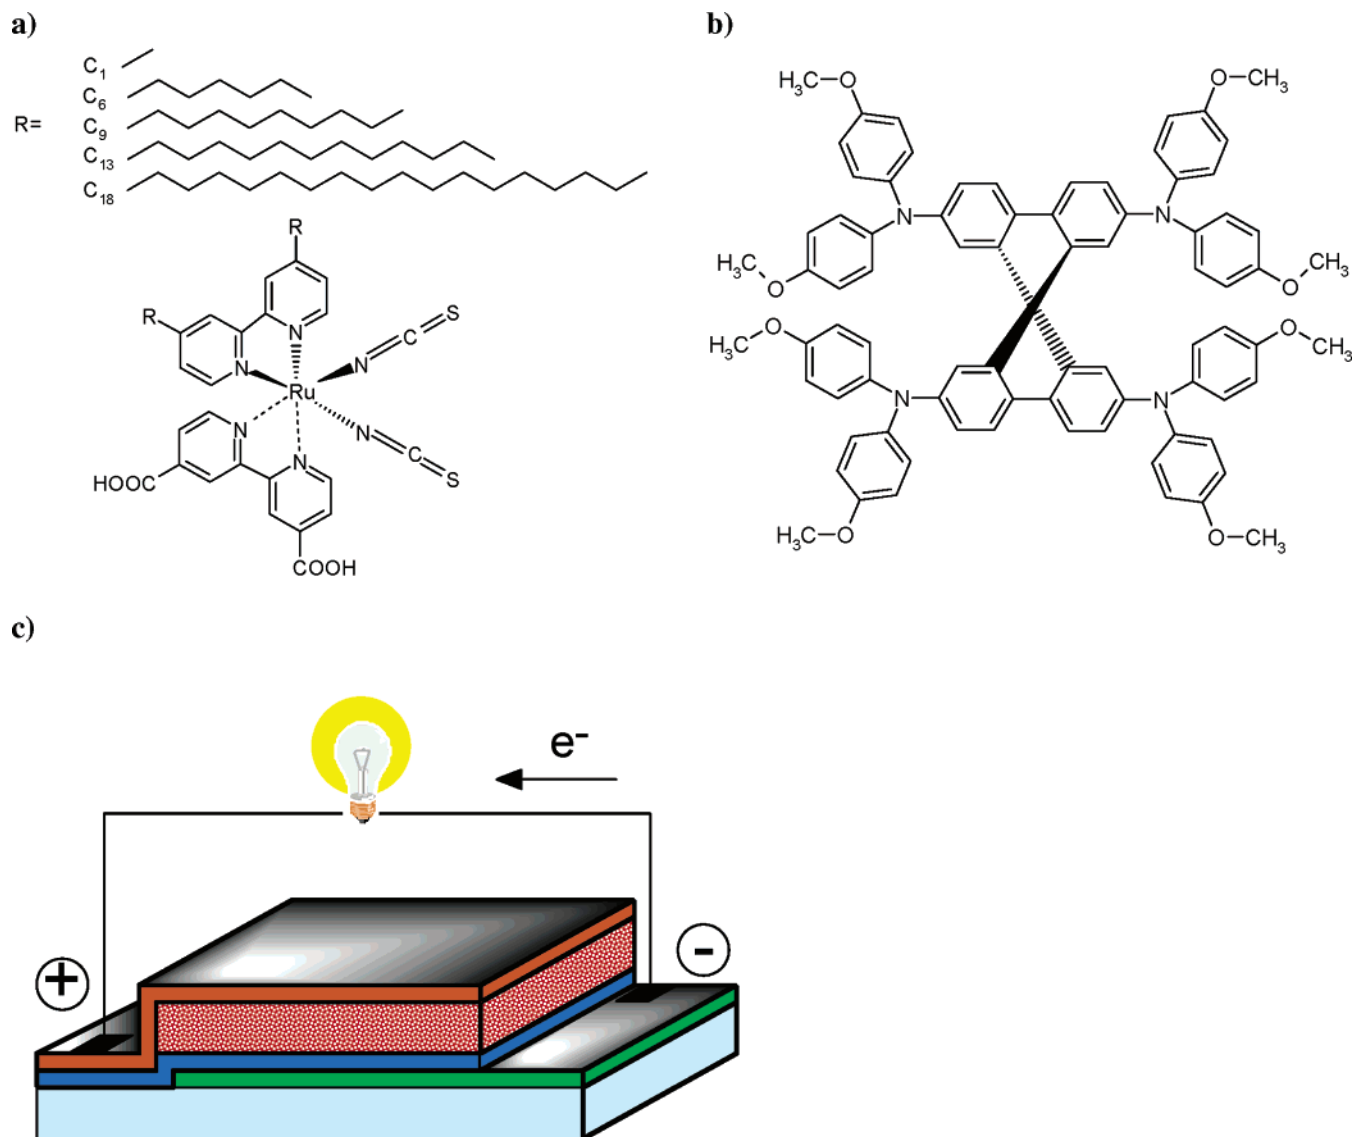 a)
C1
C6
R= C9
C13
C18
R
R
N
N
N
C
S
Ru
N
N
N
C
S
HOOC
COOH
b)
H3C—O
O—CH3
N
N
H3C
O
CH3
O
O
H3C
O
CH3
N
N
H3C—O
O—CH3
c)
e-
+
-